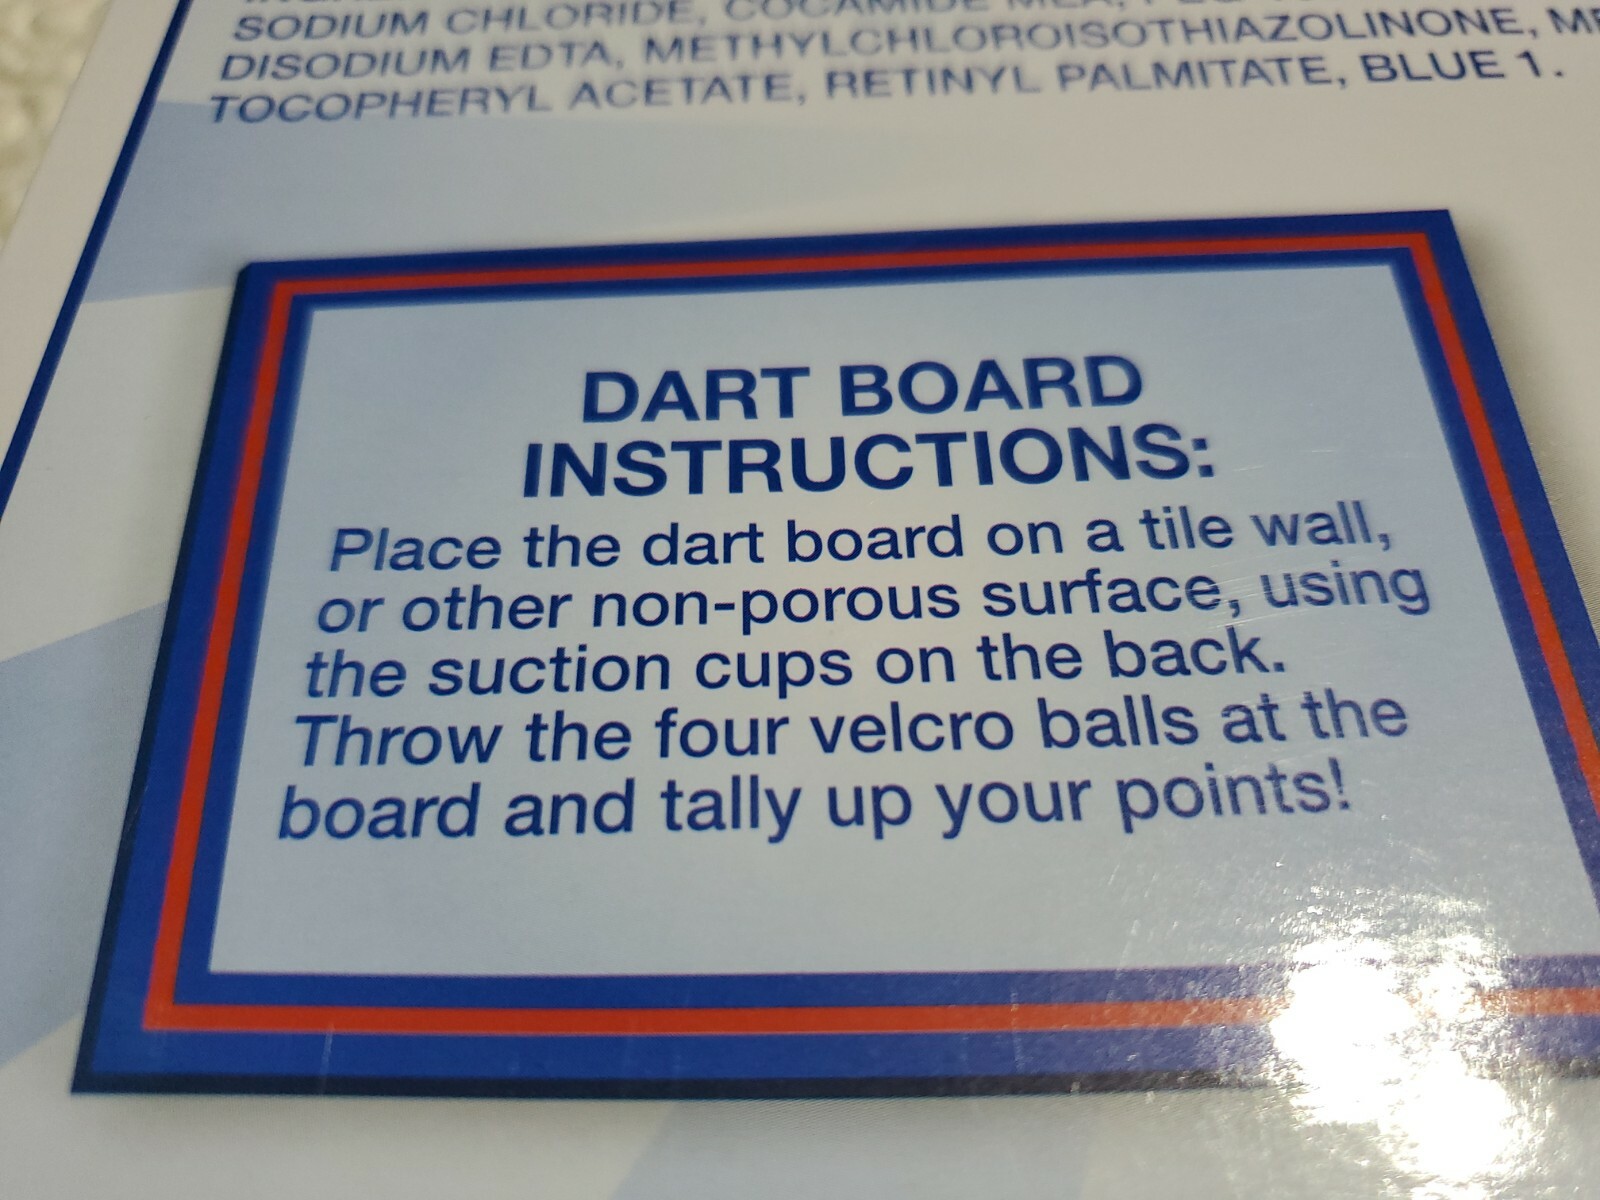 SODIUM CHLORIDE, COCAMIDE MEA,
DISODIUM EDTA, METHYLCHLOROISOTHIAZOLINONE,
TOCOPHERYL ACETATE, RETINYL PALMITATE, BLUE 1.
DART BOARD
INSTRUCTIONS:
Place the dart board on a tile wall,
or other non-porous surface, using
the suction cups on the back.
Throw the four velcro balls at the
board and tally up your points!